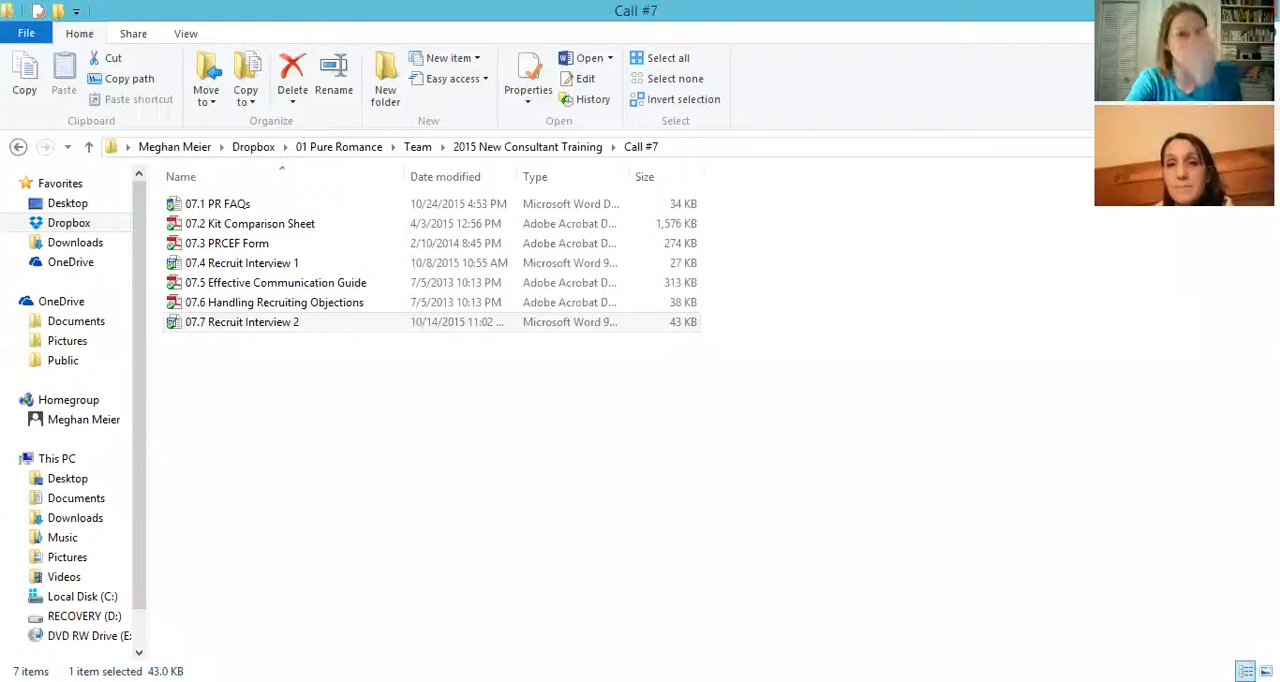 Call #7
File Home Share View
Cut
Copy path
Paste shortcut
Copy Paste
Clipboard
Move to Copy to Delete Rename
Organize
New folder
New item
Easy access
New
Properties
Open
Edit
History
Open
Select all
Select none
Invert selection
Select
Meghan Meier Dropbox 01 Pure Romance Team 2015 New Consultant Training Call #7
Name Date modified Type Size
07.1 PR FAQs 10/24/2015 4:53 PM Microsoft Word D... 34 KB
07.2 Kit Comparison Sheet 4/3/2015 12:56 PM Adobe Acrobat D... 1,576 KB
07.3 PRCEF Form 2/10/2014 8:45 PM Adobe Acrobat D... 274 KB
07.4 Recruit Interview 1 10/8/2015 10:55 AM Microsoft Word 9... 27 KB
07.5 Effective Communication Guide 7/5/2013 10:13 PM Adobe Acrobat D... 313 KB
07.6 Handling Recruiting Objections 7/5/2013 10:13 PM Adobe Acrobat D... 38 KB
07.7 Recruit Interview 2 10/14/2015 11:02 ... Microsoft Word 9... 43 KB
Favorites
Desktop
Dropbox
Downloads
OneDrive
OneDrive
Documents
Pictures
Public
Homegroup
Meghan Meier
This PC
Desktop
Documents
Downloads
Music
Pictures
Videos
Local Disk (C:)
RECOVERY (D:)
DVD RW Drive (E:
7 items 1 item selected 43.0 KB